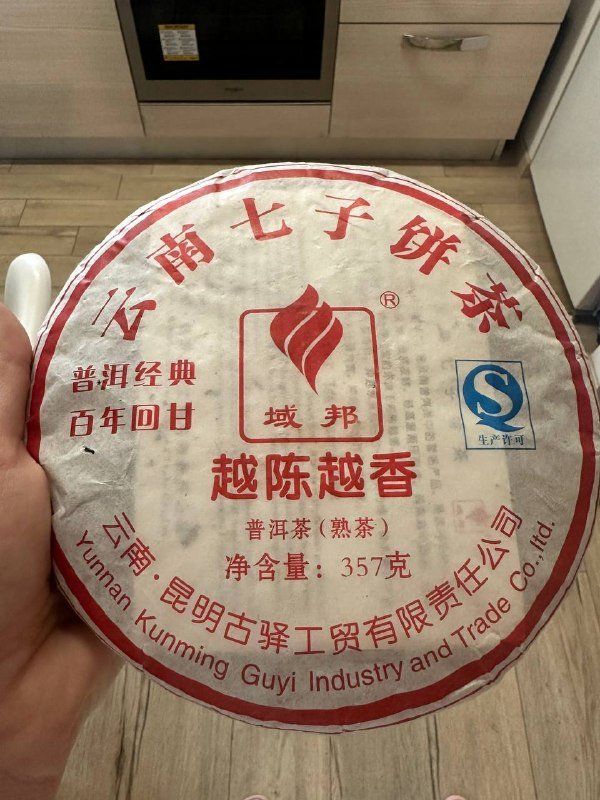 云南七子饼茶
®
普洱经典
百年回甘
域邦
生产许可
越陈越香
普洱茶（熟茶）
净含量：357克
云南·昆明古驿工贸有限责任公司
Yunnan Kunming Guyi Industry and Trade Co., ltd.